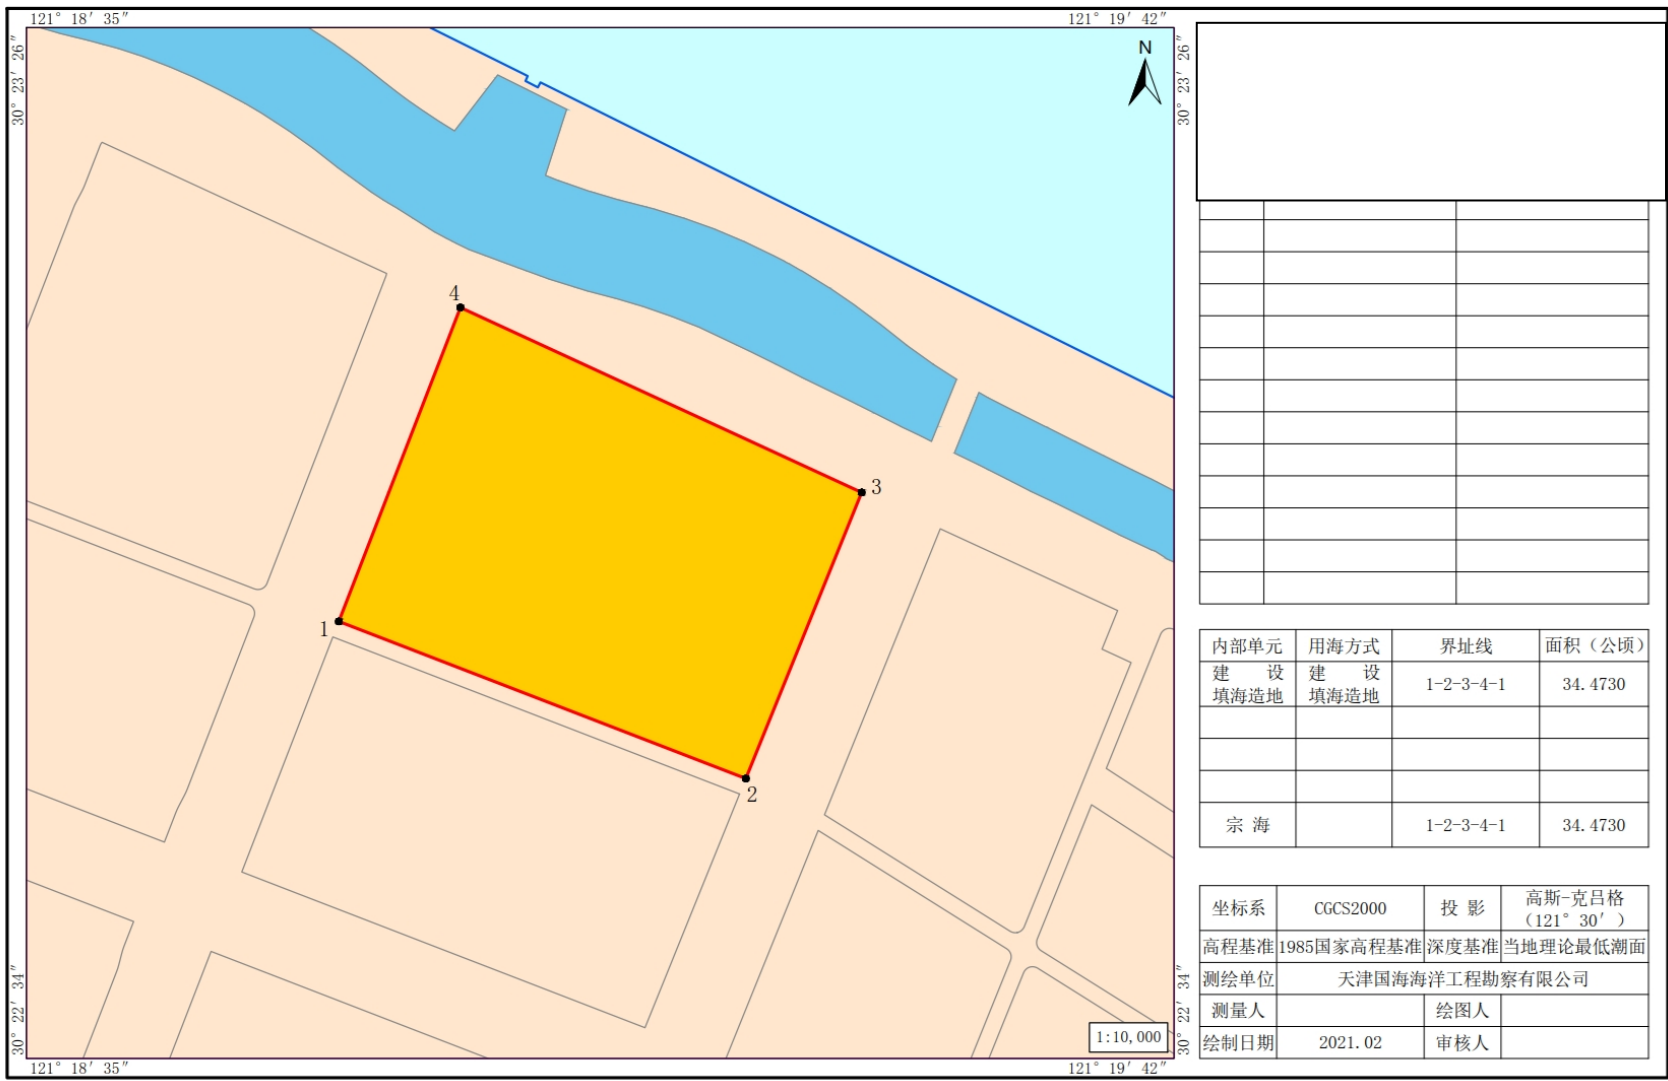 121° 18′ 35″
121° 19′ 42″
30° 23′ 26″
30° 23′ 26″
N
4
3
1
2
内部单元 用海方式 界址线 面积（公顷）
建 设 建 设
填海造地 填海造地 1-2-3-4-1 34.4730
宗 海 1-2-3-4-1 34.4730
坐标系 CGCS2000 投 影 高斯-克吕格
（121° 30′ ）
高程基准 1985国家高程基准 深度基准 当地理论最低潮面
测绘单位 天津国海海洋工程勘察有限公司
测量人 绘图人
绘制日期 2021.02 审核人
1:10,000
30° 22′ 34″
30° 22′ 34″
121° 18′ 35″
121° 19′ 42″